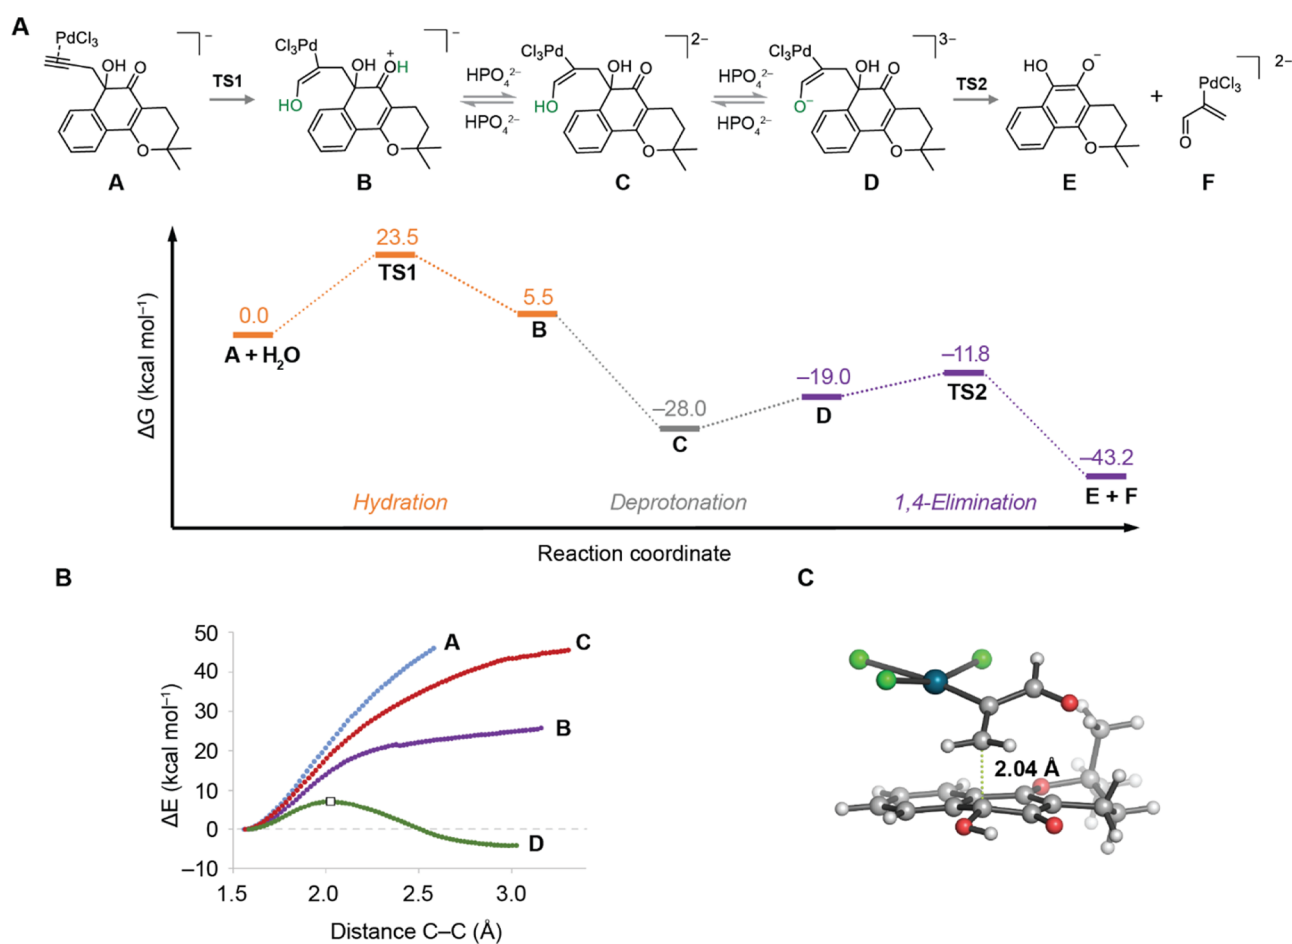 A
PdCl3 OH O –
TS1
Cl3Pd OH + O H HO O –
HPO4 2–
HPO4 2–
Cl3Pd OH O HO O 2–
HPO4 2–
HPO4 2–
Cl3Pd OH O O– O 3–
TS2
HO O– O
+
PdCl3 O 2–
A B C D E F
ΔG (kcal mol–1)
0.0
A + H2O
23.5
TS1
5.5
B
–28.0
C
–19.0
D
–11.8
TS2
–43.2
E + F
Hydration Deprotonation 1,4-Elimination
Reaction coordinate
B
ΔE (kcal mol–1)
50
40
30
20
10
0
–10
A
C
B
D
1.5 2.0 2.5 3.0
Distance C–C (Å)
C
2.04 Å